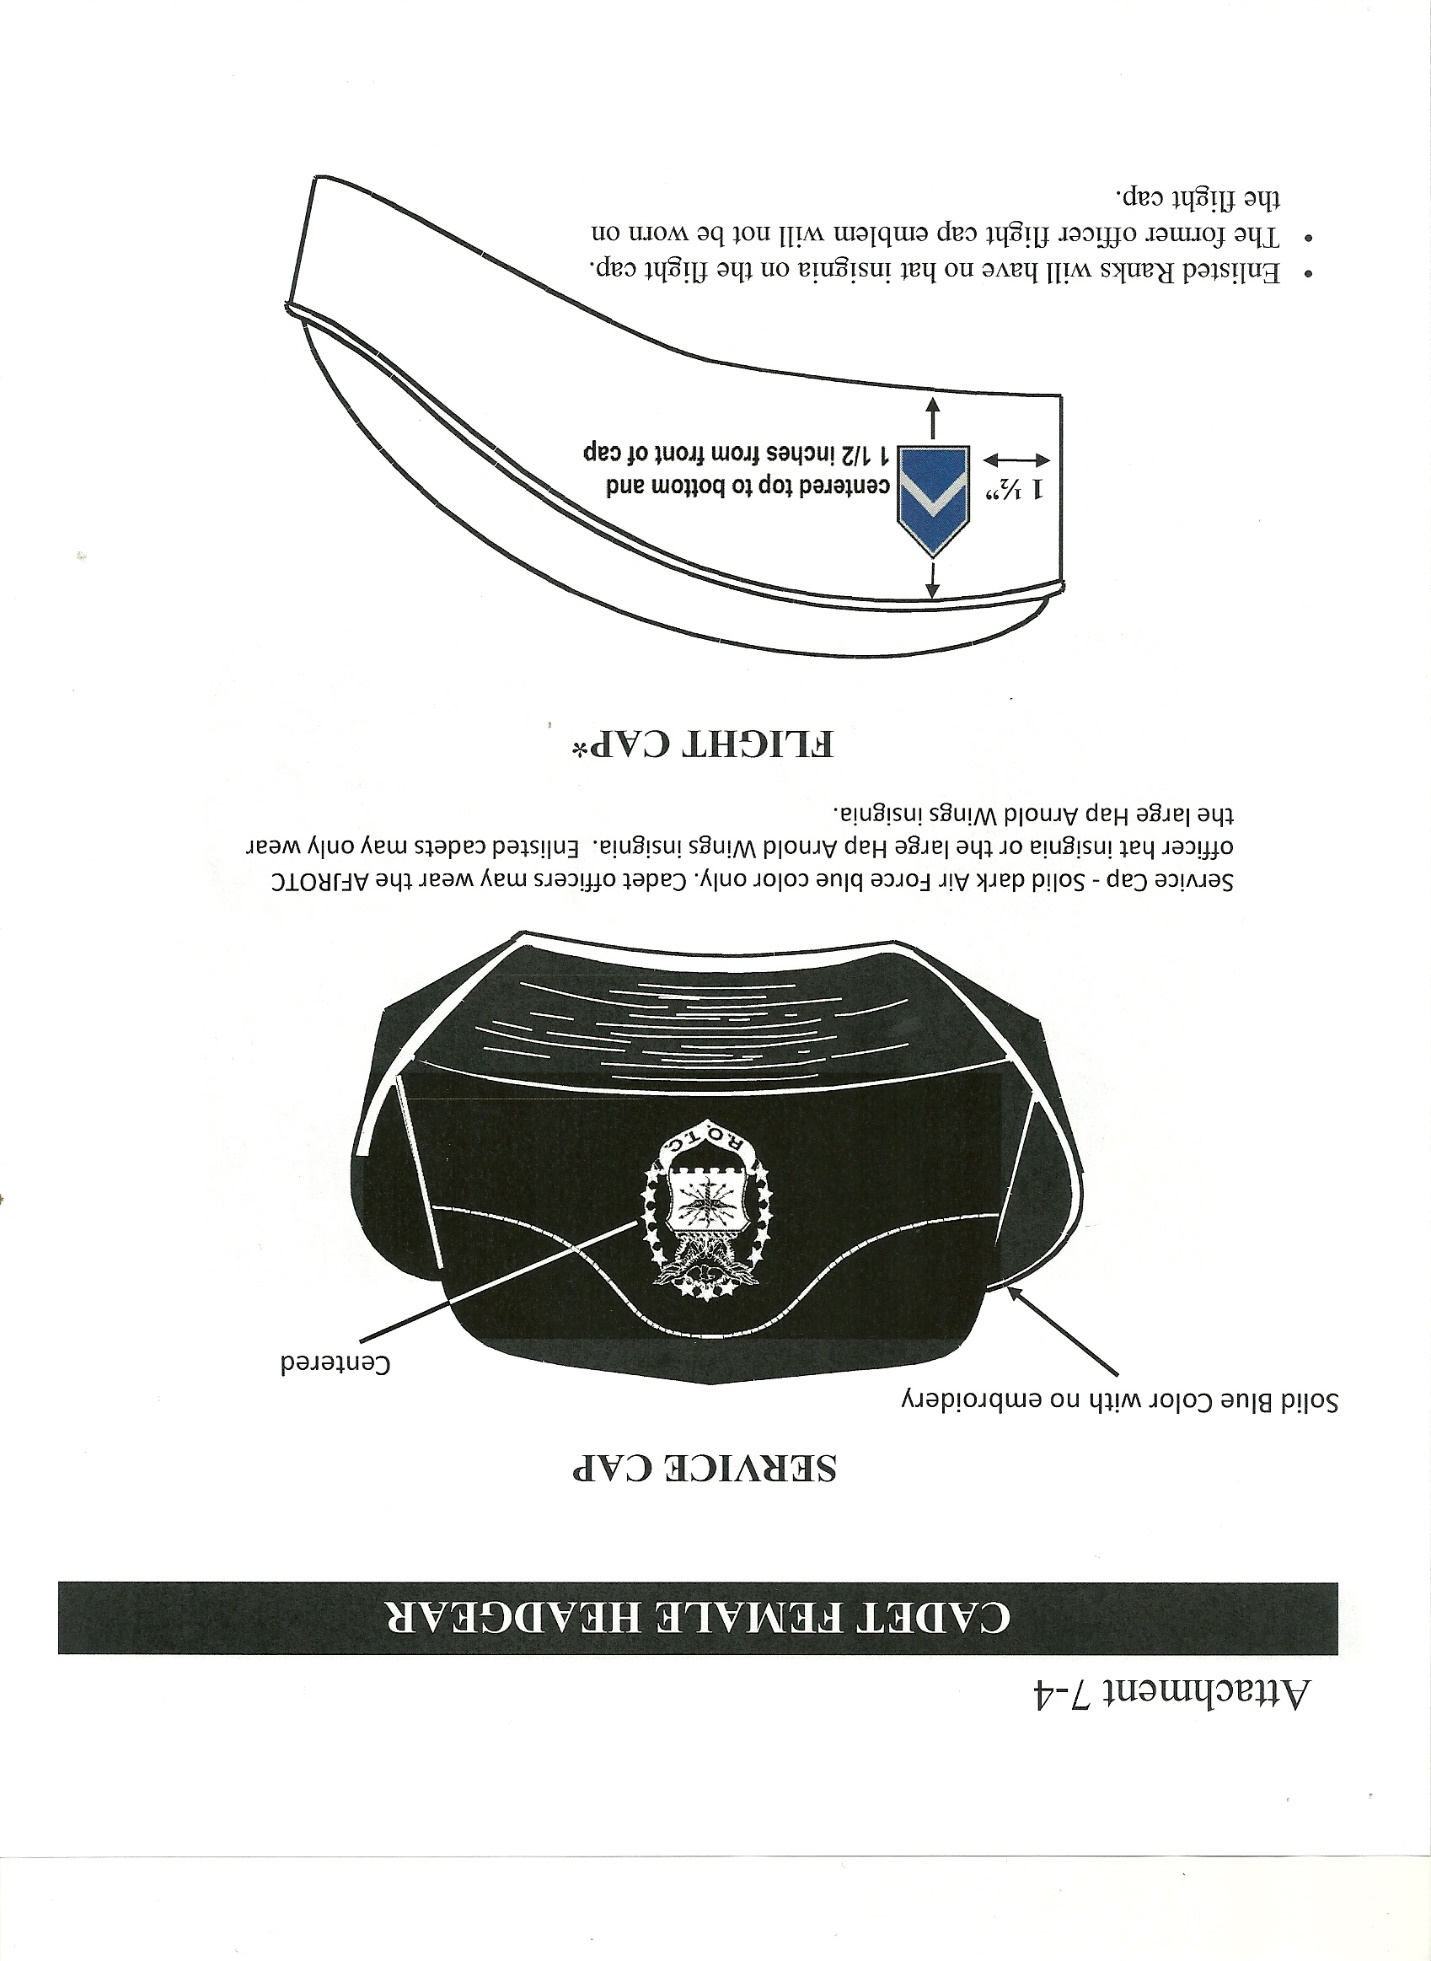 Attachment 7-4
CADET FEMALE HEADGEAR
SERVICE CAP
Solid Blue Color with no embroidery
Centered
R.O.T.C.
Service Cap - Solid dark Air Force blue color only. Cadet officers may wear the AFJROTC
officer hat insignia or the large Hap Arnold Wings insignia. Enlisted cadets may only wear
the large Hap Arnold Wings insignia.
FLIGHT CAP*
1 ½”
centered top to bottom and
1 1/2 inches from front of cap
• Enlisted Ranks will have no hat insignia on the flight cap.
• The former officer flight cap emblem will not be worn on
the flight cap.